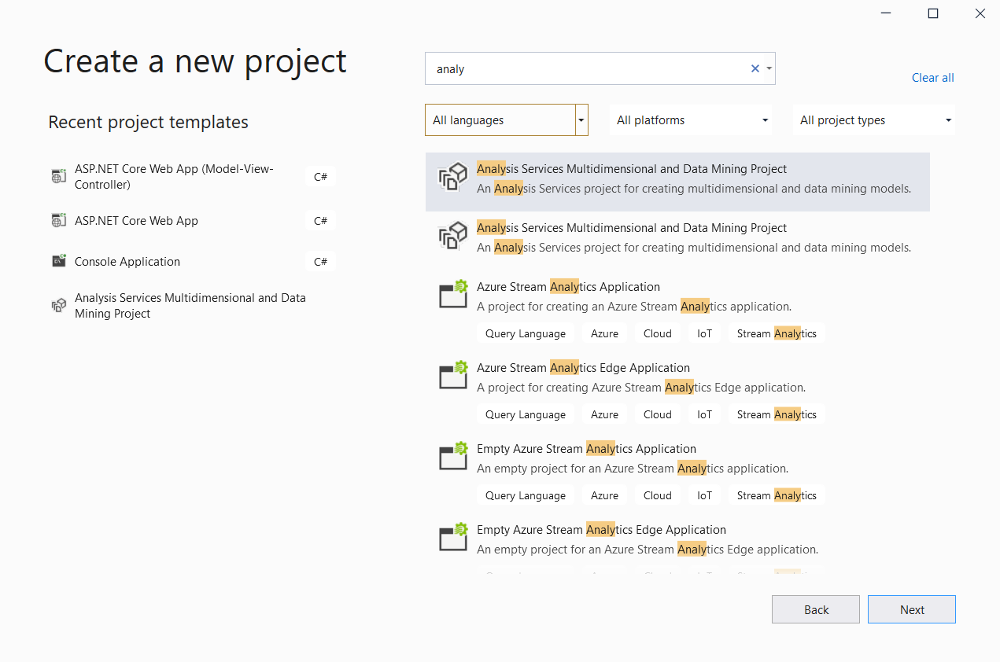 Create a new project
Recent project templates
ASP.NET Core Web App (Model-View-
Controller)
C#
ASP.NET Core Web App
C#
Console Application
C#
Analysis Services Multidimensional and Data
Mining Project
analy
Clear all
All languages
All platforms
All project types
Analysis Services Multidimensional and Data Mining Project
An Analysis Services project for creating multidimensional and data mining models.
Analysis Services Multidimensional and Data Mining Project
An Analysis Services project for creating multidimensional and data mining models.
Azure Stream Analytics Application
A project for creating an Azure Stream Analytics application.
Query Language Azure Cloud IoT Stream Analytics
Azure Stream Analytics Edge Application
A project for creating Azure Stream Analytics Edge application.
Query Language Azure Cloud IoT Stream Analytics
Empty Azure Stream Analytics Application
An empty project for an Azure Stream Analytics application.
Query Language Azure Cloud IoT Stream Analytics
Empty Azure Stream Analytics Edge Application
An empty project for an Azure Stream Analytics Edge application.
Back
Next